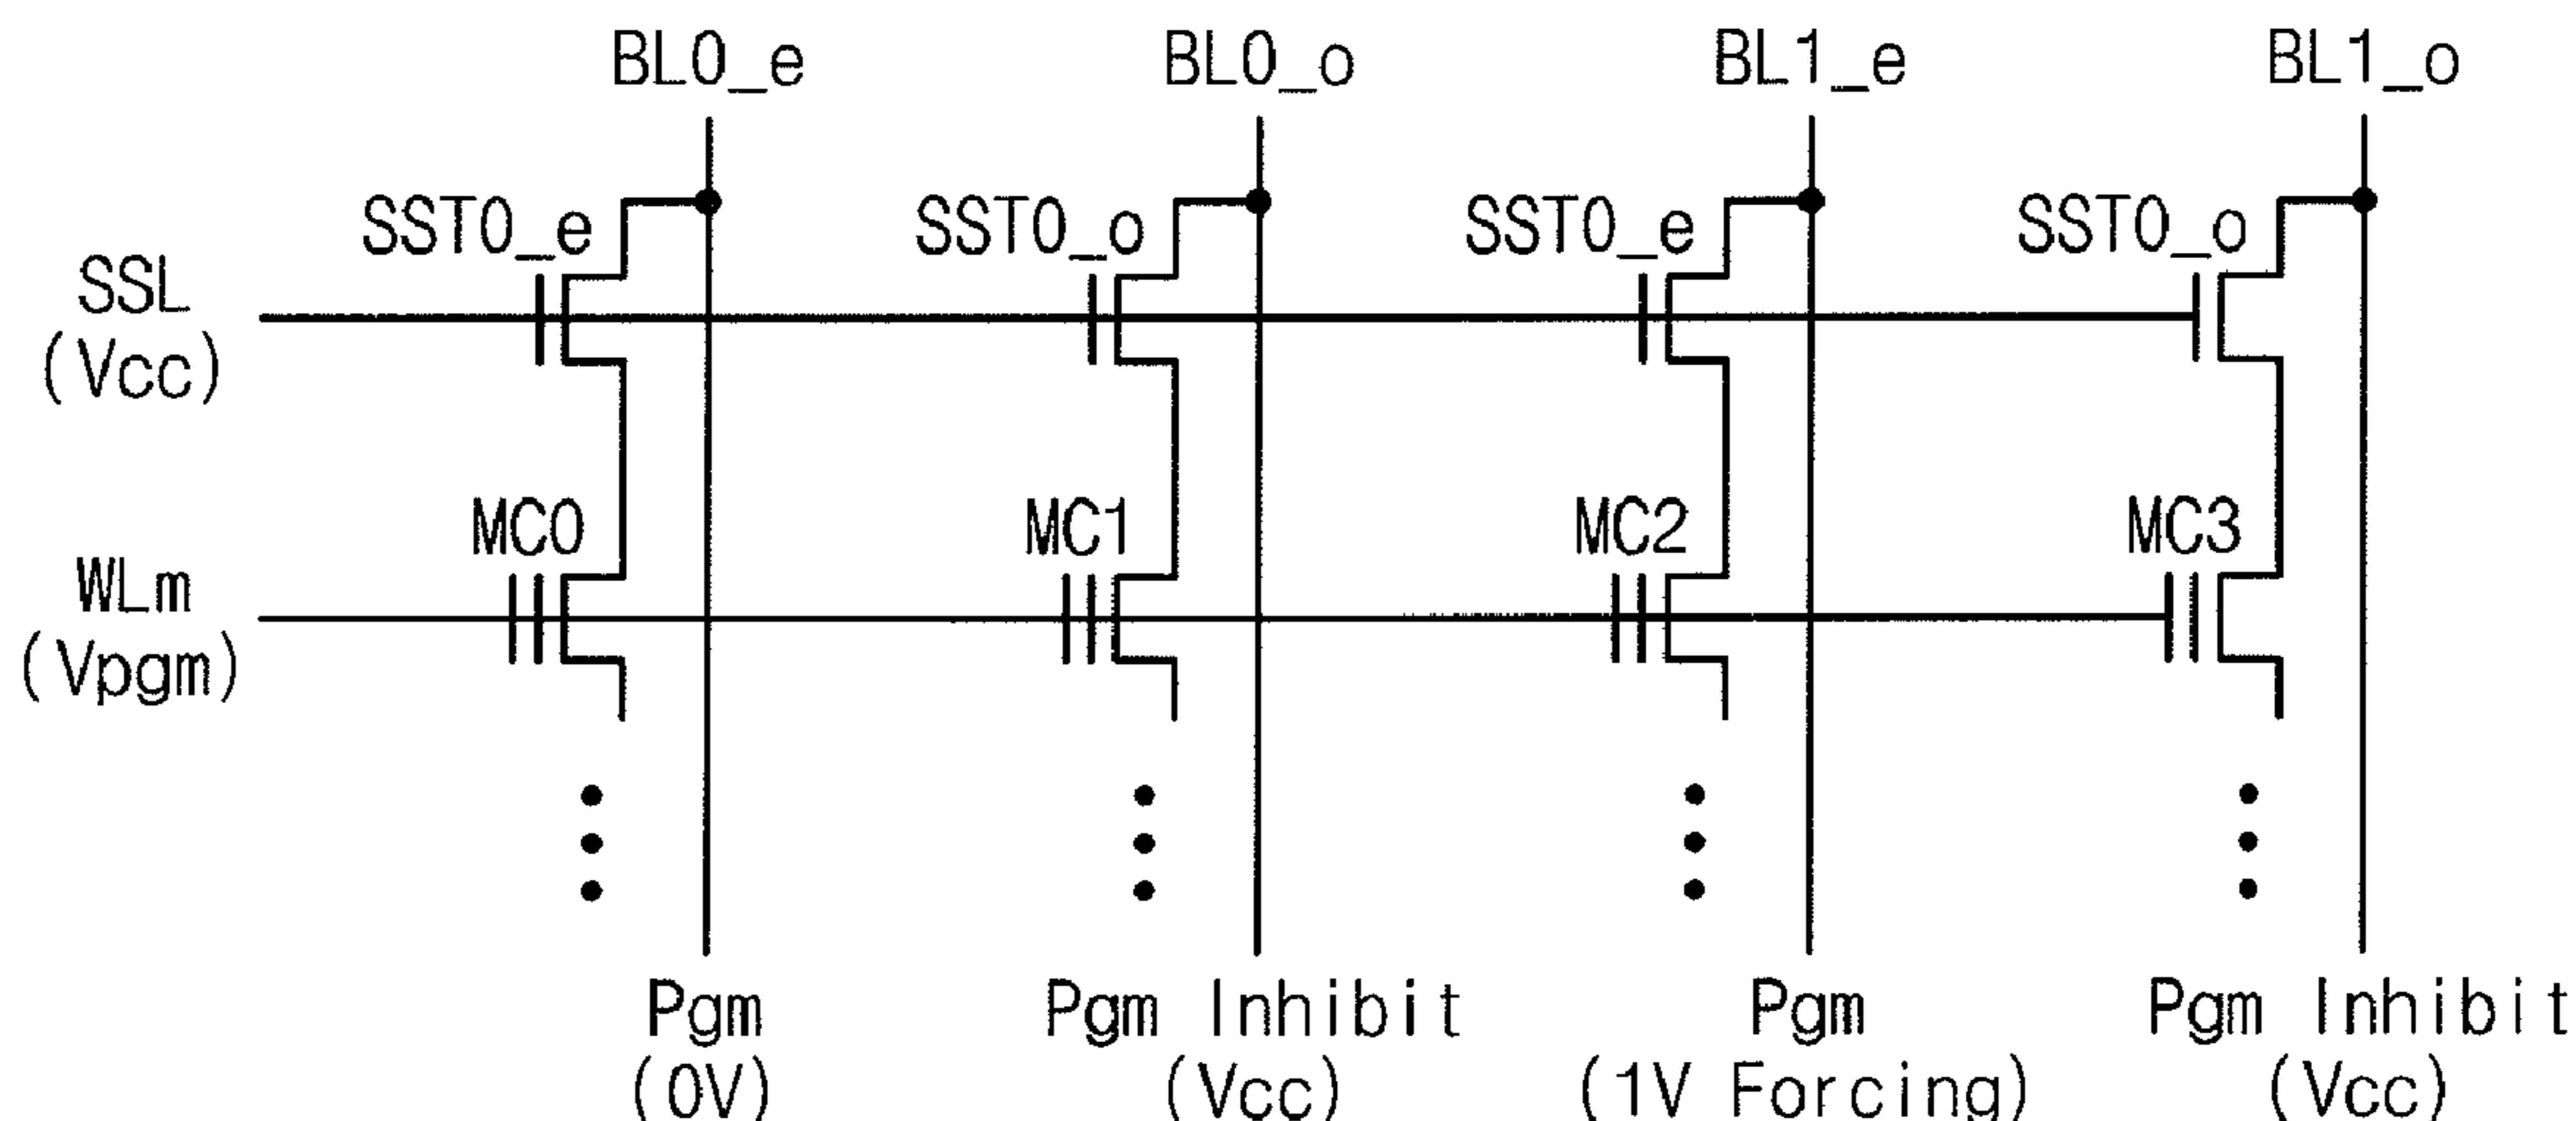 BL0_e
BL0_o
BL1_e
BL1_o
SST0_e
SST0_o
SST0_e
SST0_o
SSL
(Vcc)
MC0
MC1
MC2
MC3
WLm
(Vpgm)
Pgm
(0V)
Pgm Inhibit
(Vcc)
Pgm
(1V Forcing)
Pgm Inhibit
(Vcc)